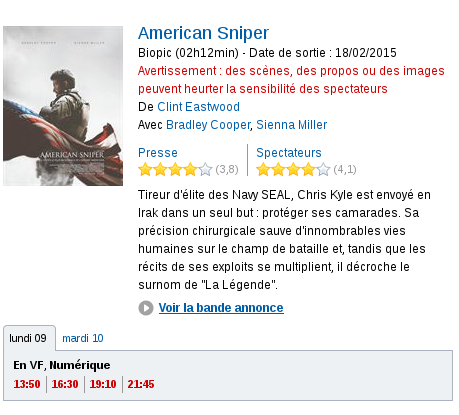 American Sniper
Biopic (02h12min) - Date de sortie : 18/02/2015
Avertissement : des scènes, des propos ou des images
peuvent heurter la sensibilité des spectateurs
De Clint Eastwood
Avec Bradley Cooper, Sienna Miller
BRADLEY COOPER SIENNA MILLER
AMERICAN SNIPER
Presse Spectateurs
(3,8) (4,1)
Tireur d'élite des Navy SEAL, Chris Kyle est envoyé en
Irak dans un seul but : protéger ses camarades. Sa
précision chirurgicale sauve d'innombrables vies
humaines sur le champ de bataille et, tandis que les
récits de ses exploits se multiplient, il décroche le
surnom de "La Légende".
Voir la bande annonce
lundi 09 mardi 10
En VF, Numérique
13:50 16:30 19:10 21:45